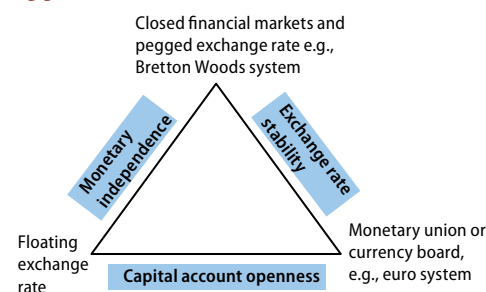 Closed financial markets and
pegged exchange rate e.g.,
Bretton Woods system
Monetary
independence
Exchange rate
stability
Floating
exchange
rate
Monetary union or
currency board,
e.g., euro system
Capital account openness